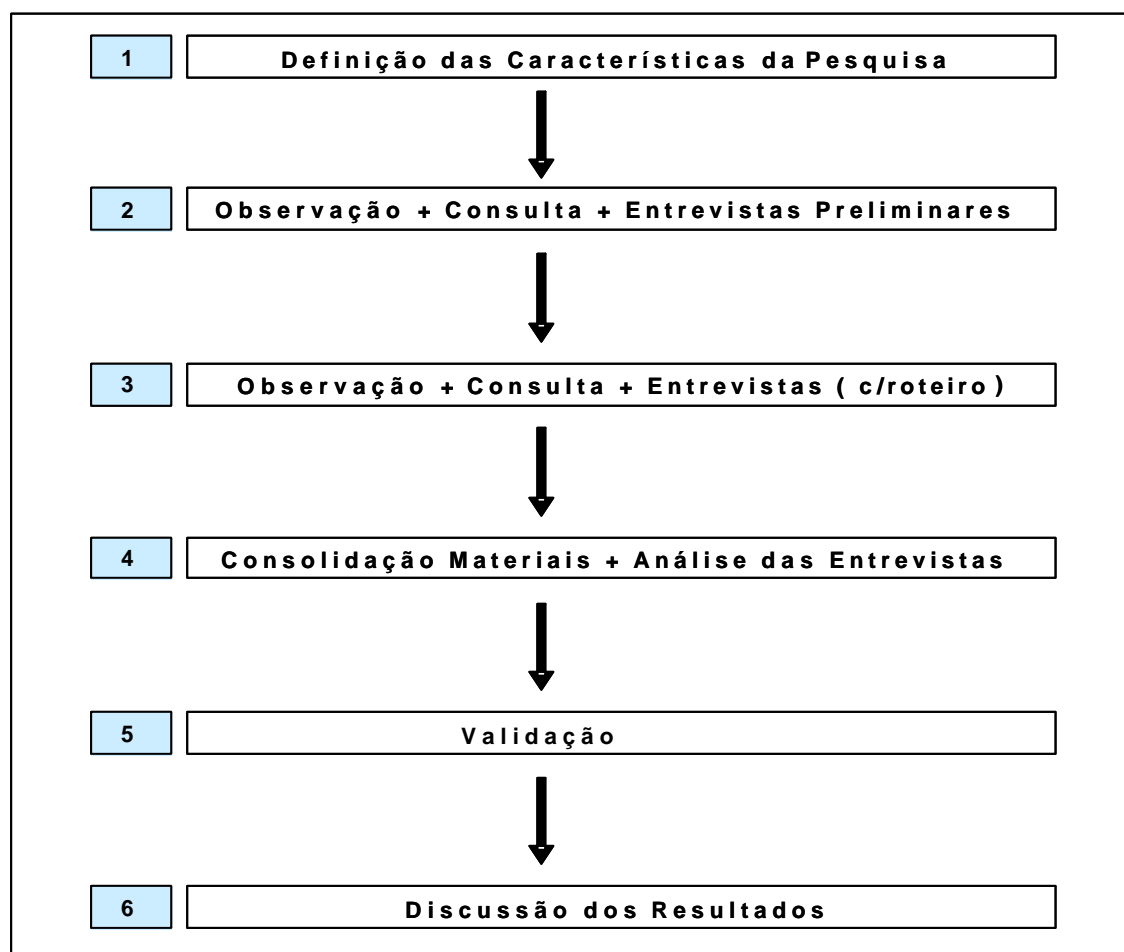 1 Definição das Características da Pesquisa
2 Observação + Consulta + Entrevistas Preliminares
3 Observação + Consulta + Entrevistas ( c/roteiro )
4 Consolidação Materiais + Análise das Entrevistas
5 Validação
6 Discussão dos Resultados